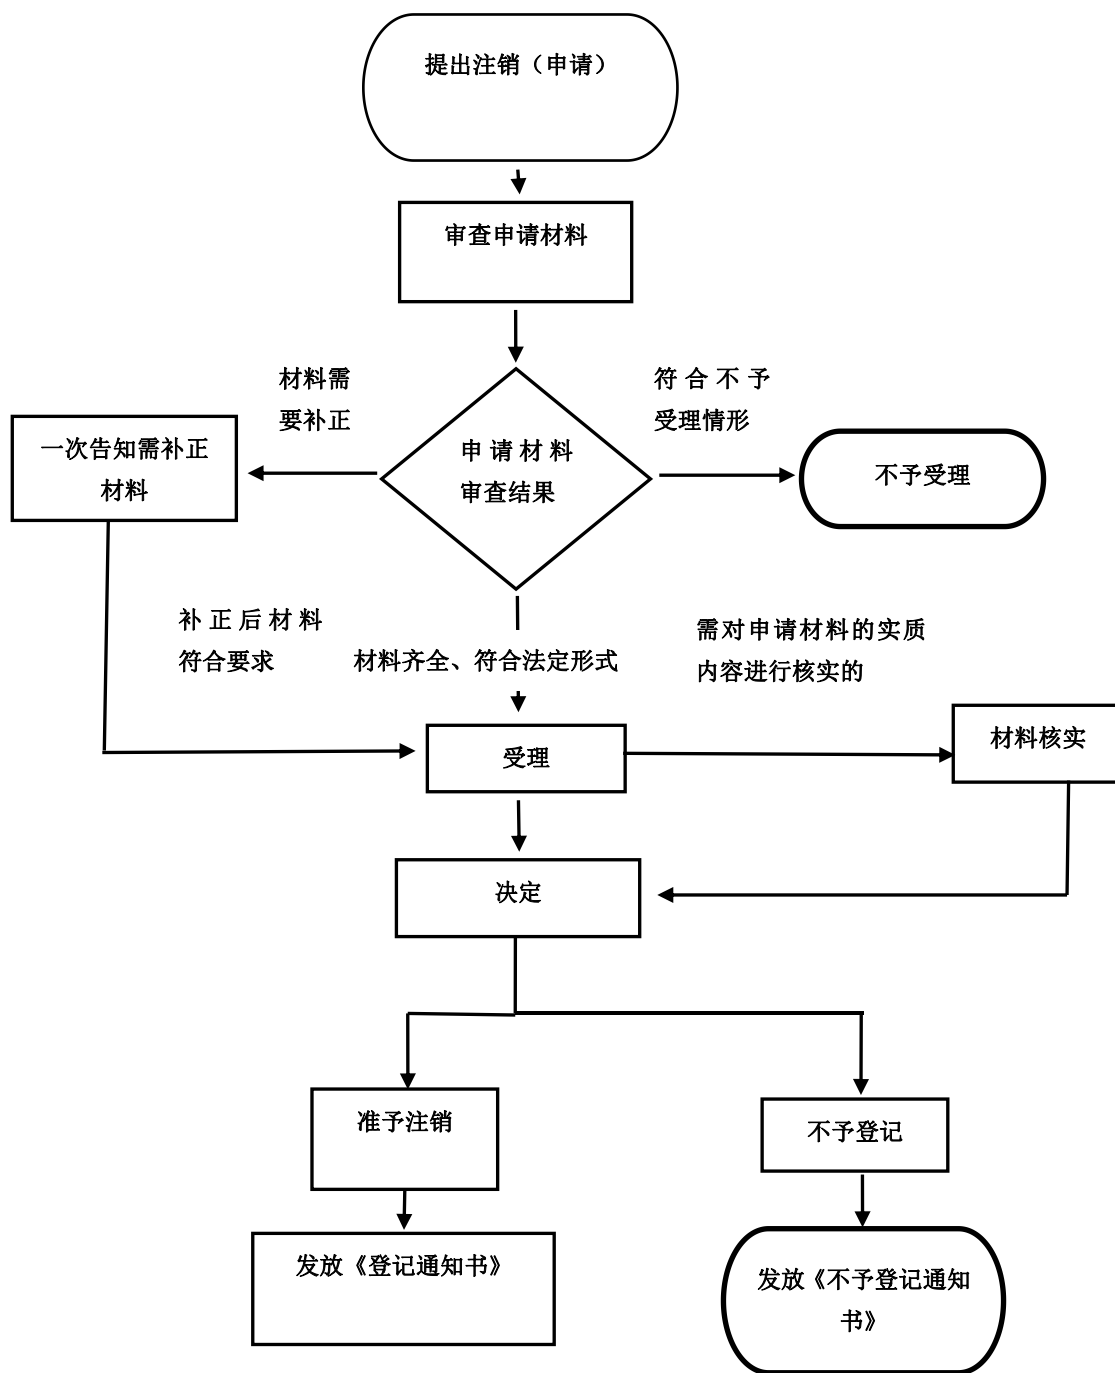 提出注销（申请）
审查申请材料
材料需
要补正
符合不予
受理情形
一次告知需补正
材料
申请材料
审查结果
不予受理
补正后材料
符合要求
材料齐全、符合法定形式
需对申请材料的实质
内容进行核实的
受理
材料核实
决定
准予注销
不予登记
发放《登记通知书》
发放《不予登记通知
书》